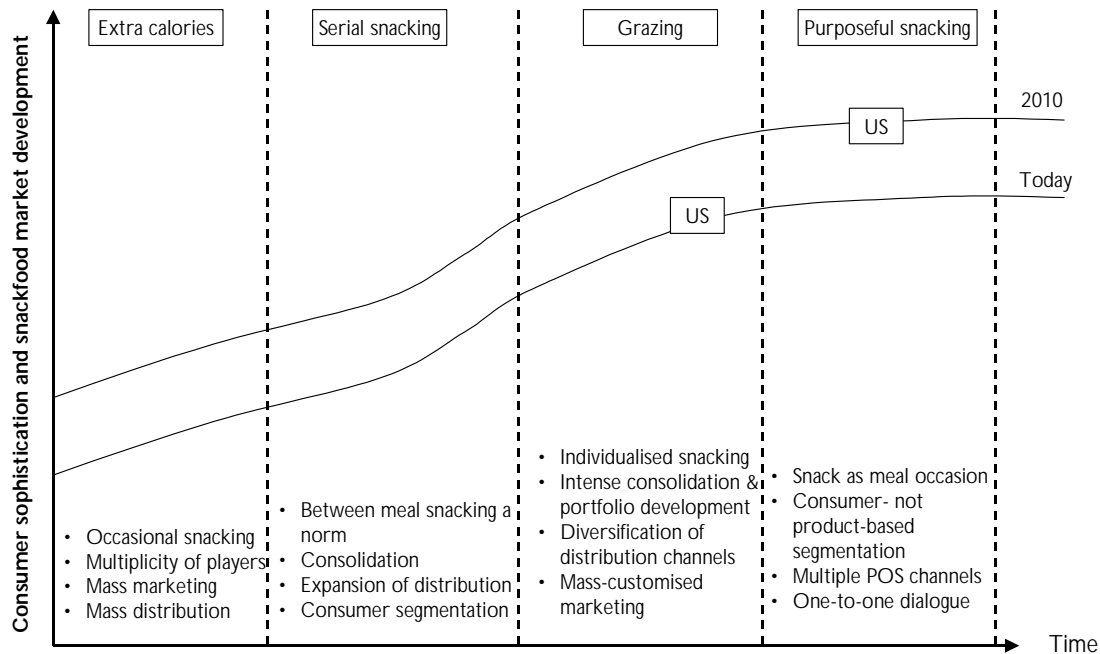 Consumer sophistication and snackfood market development
Extra calories
Serial snacking
Grazing
Purposeful snacking
2010
US
Today
US
• Occasional snacking
• Multiplicity of players
• Mass marketing
• Mass distribution
• Between meal snacking a
norm
• Consolidation
• Expansion of distribution
• Consumer segmentation
• Individualised snacking
• Intense consolidation &
portfolio development
• Diversification of
distribution channels
• Mass-customised
marketing
• Snack as meal occasion
• Consumer- not
product-based
segmentation
• Multiple POS channels
• One-to-one dialogue
Time